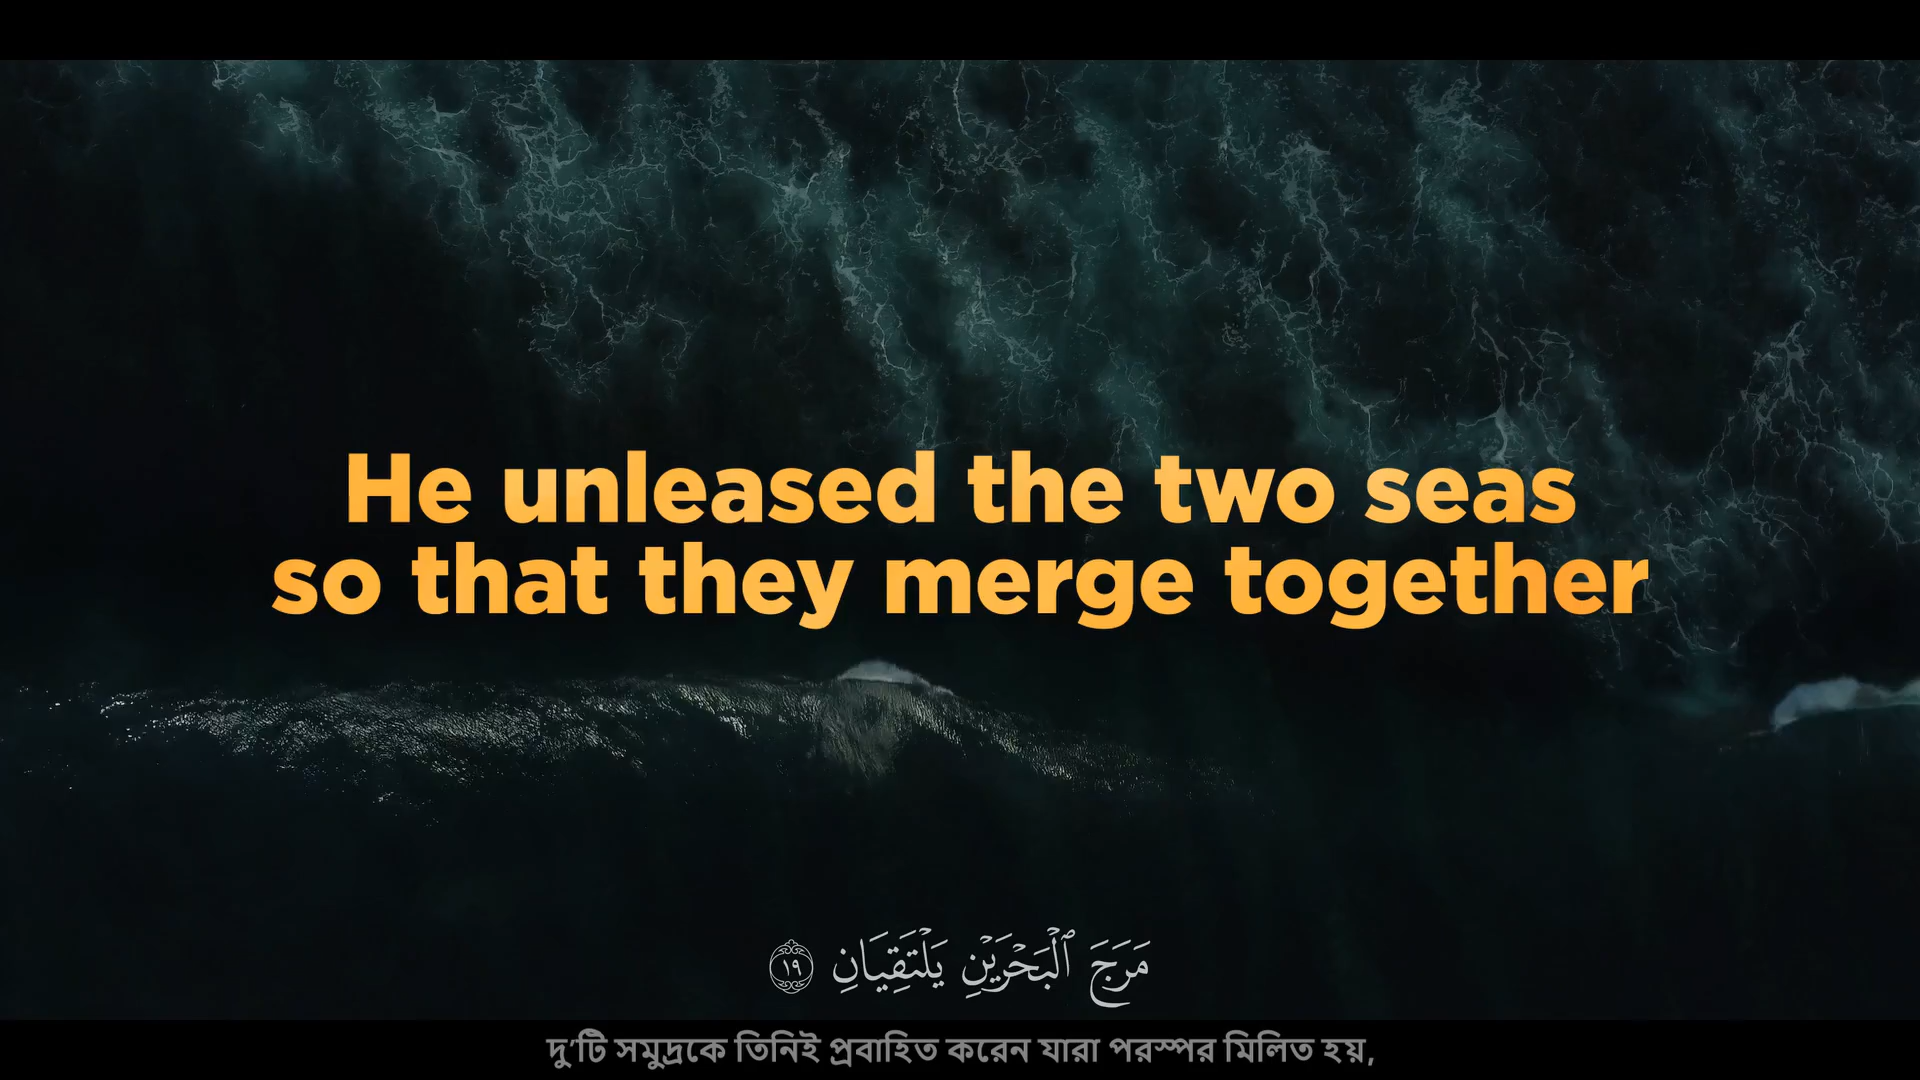 He unleased the two seas
so that they merge together
مَرَجَ ٱلْبَحْرَيْنِ يَلْتَقِيَانِ ١٩
দু’টি সমুদ্রকে তিনিই প্রবাহিত করেন যারা পরস্পর মিলিত হয়,